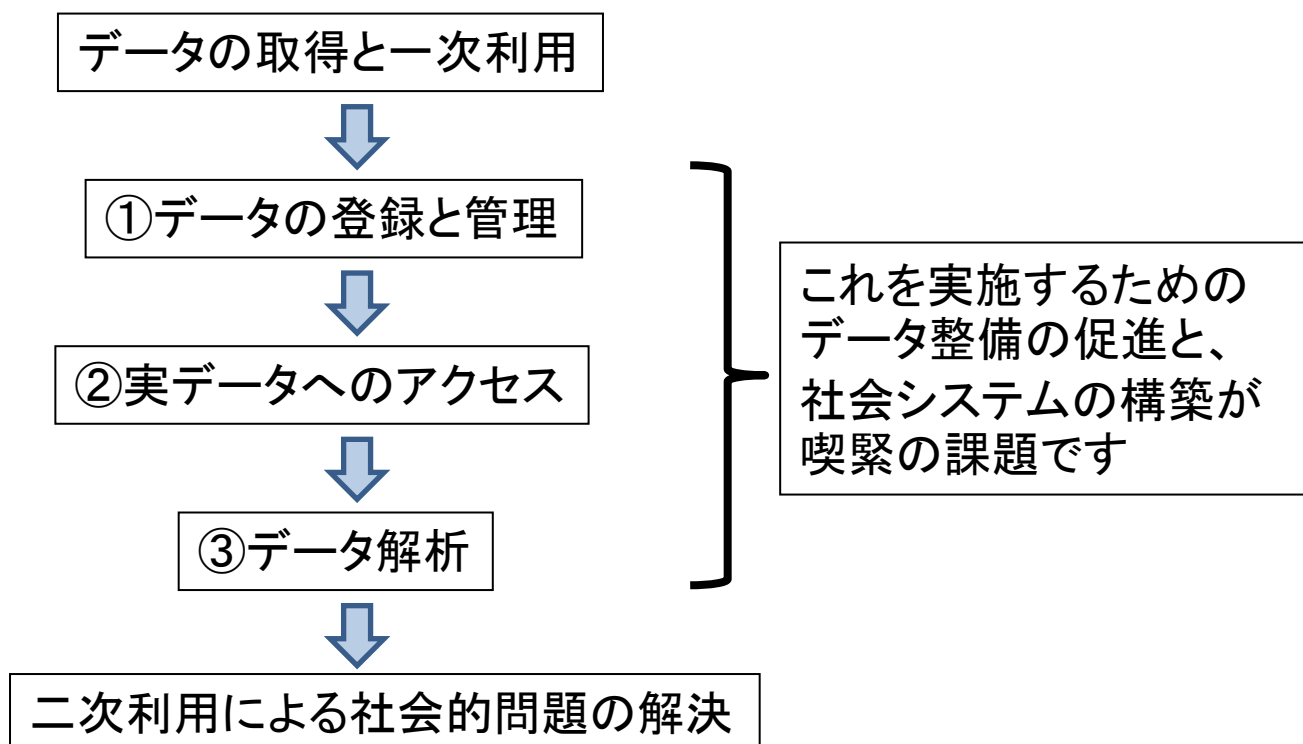 データの取得と一次利用
①データの登録と管理
②実データへのアクセス
③データ解析
二次利用による社会的問題の解決
これを実施するための
データ整備の促進と、
社会システムの構築が
喫緊の課題です